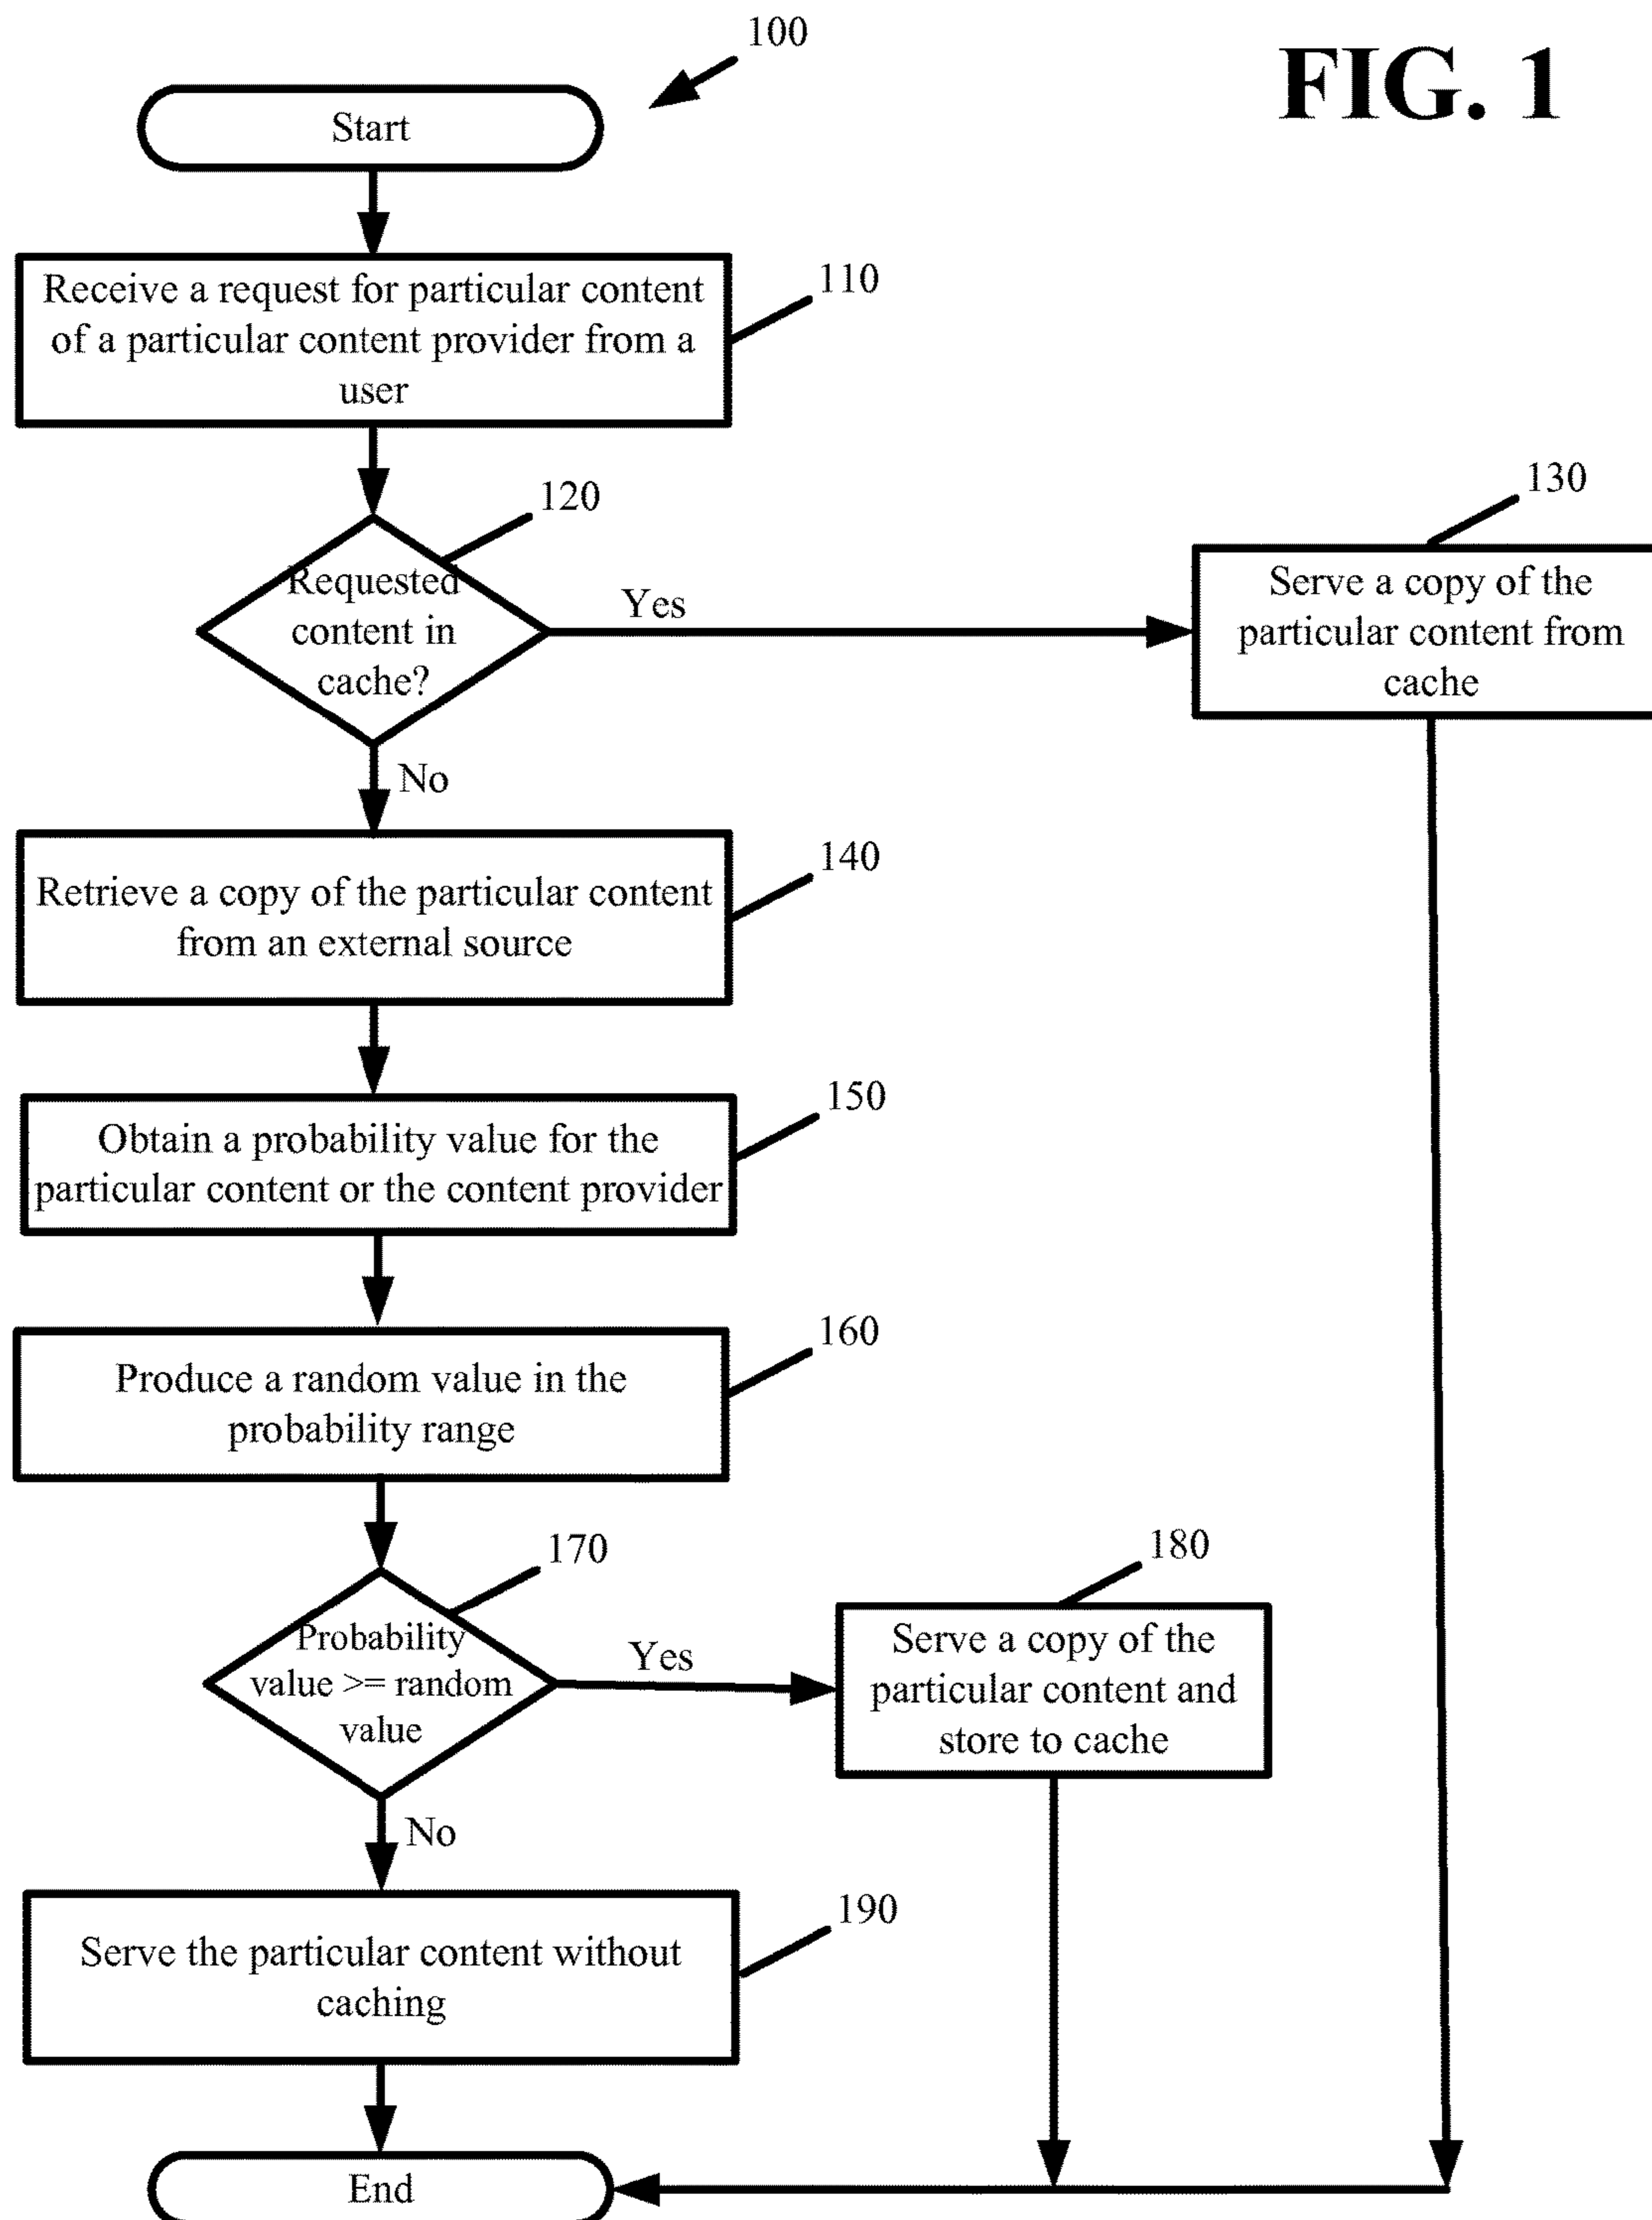 100
FIG. 1
Start
Receive a request for particular content
of a particular content provider from a
user
110
120
Requested
content in
cache?
Yes
130
Serve a copy of the
particular content from
cache
No
140
Retrieve a copy of the particular content
from an external source
150
Obtain a probability value for the
particular content or the content provider
160
Produce a random value in the
probability range
170
Probability
value >= random
value
Yes
180
Serve a copy of the
particular content and
store to cache
No
190
Serve the particular content without
caching
End